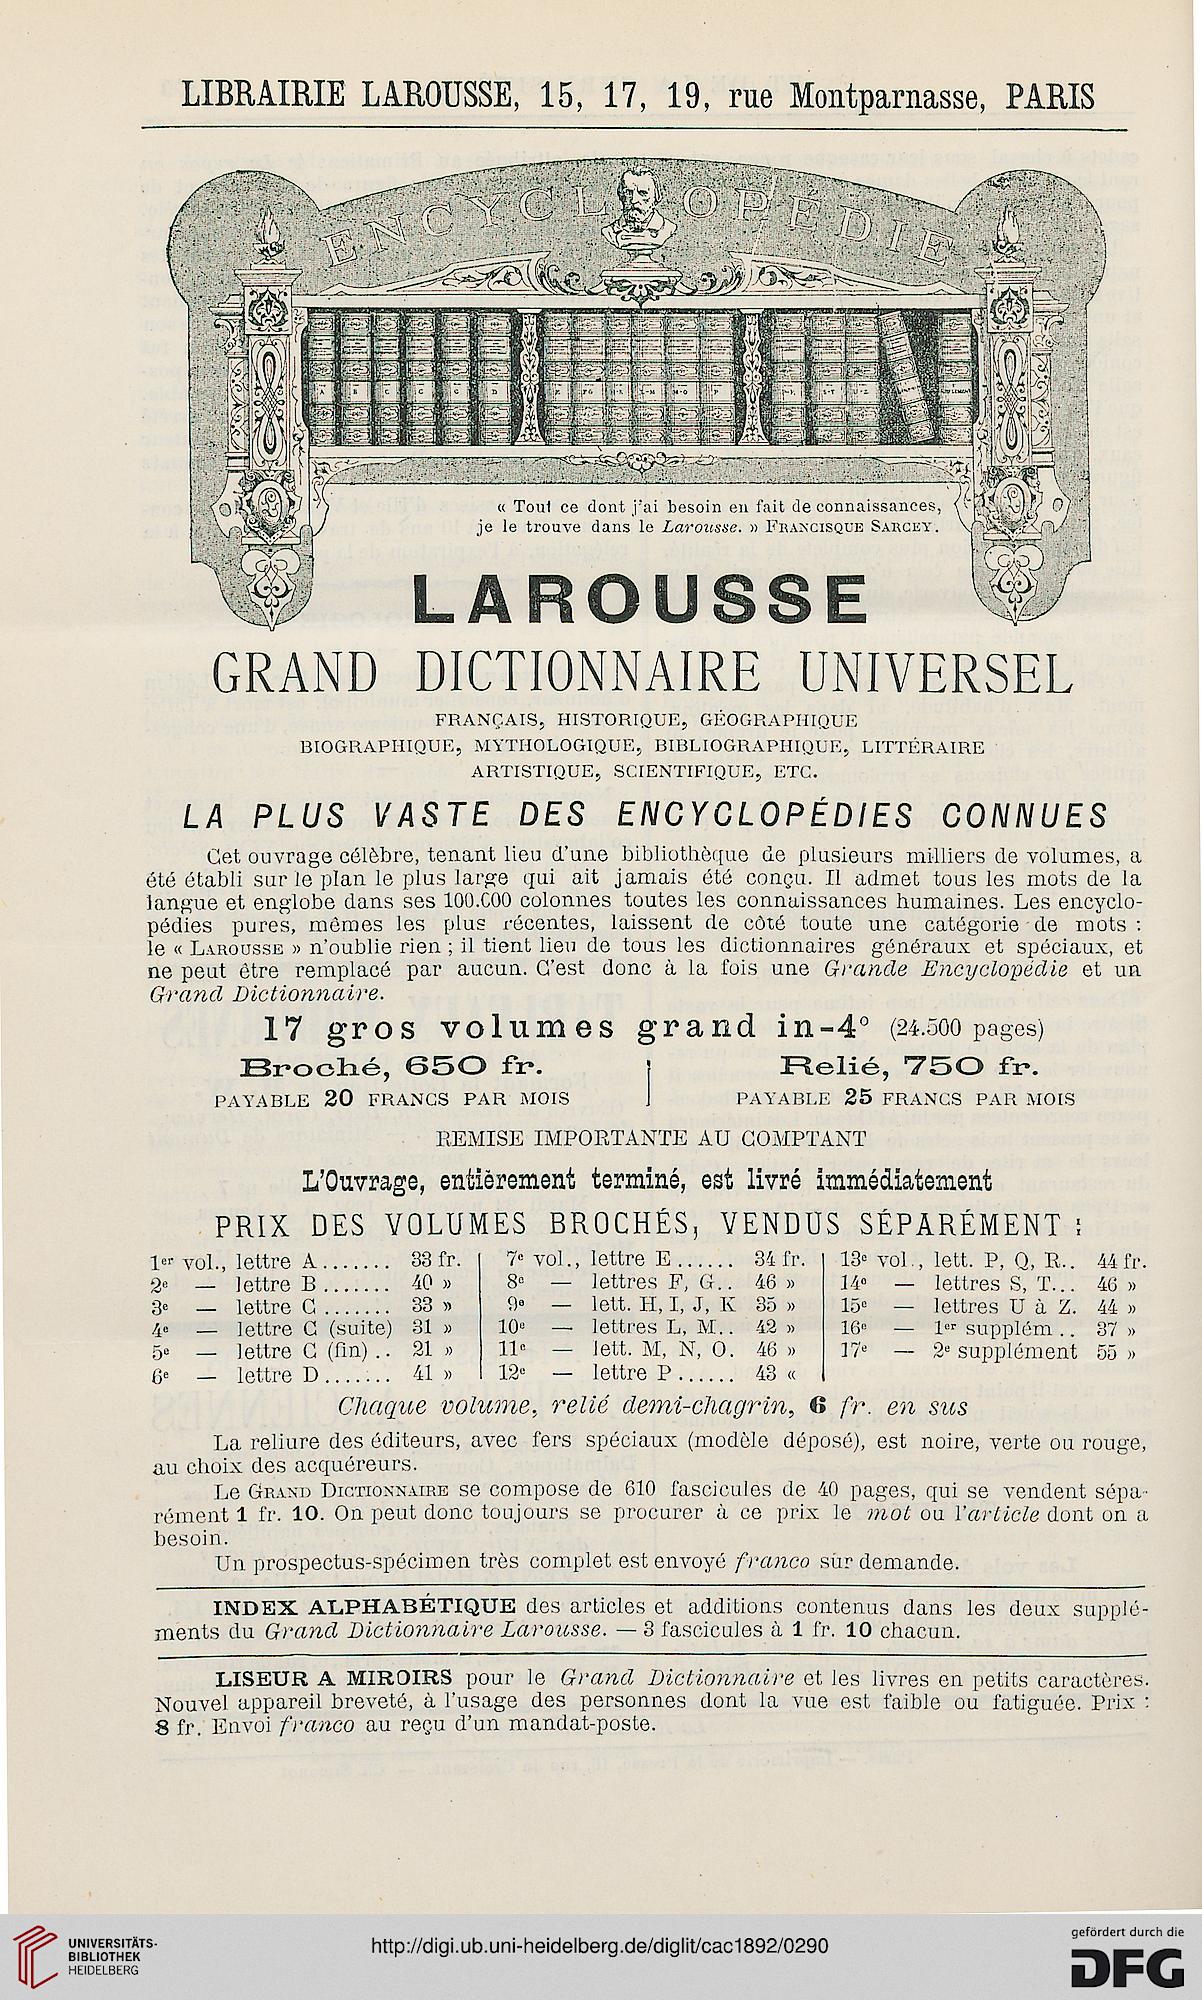 LIBRAIRIE LAROUSSE, 15, 17, 19, rue Montparnasse, PARIS
ENCYCLOPÉDIE
« Tout ce dont j'ai besoin en fait de connaissances,
je le trouve dans le Larousse. » FRANCISQUE SARCEY.
LAROUSSE
GRAND DICTIONNAIRE UNIVERSEL
FRANÇAIS, HISTORIQUE, GÉOGRAPHIQUE
BIOGRAPHIQUE, MYTHOLOGIQUE, BIBLIOGRAPHIQUE, LITTÉRAIRE
ARTISTIQUE, SCIENTIFIQUE, ETC.
LA PLUS VASTE DES ENCYCLOPÉDIES CONNUES
Cet ouvrage célèbre, tenant lieu d'une bibliothèque de plusieurs milliers de volumes, a
été établi sur le plan le plus large qui ait jamais été conçu. Il admet tous les mots de la
langue et englobe dans ses 100.000 colonnes toutes les connaissances humaines. Les encyclo-
pédies pures, mêmes les plus récentes, laissent de côté toute une catégorie de mots :
le « LAROUSSE » n'oublie rien ; il tient lieu de tous les dictionnaires généraux et spéciaux, et
ne peut être remplacé par aucun. C'est donc à la fois une Grande Encyclopédie et un
Grand Dictionnaire.
17 gros volumes grand in-4° (24.500 pages)
Broché, 650 fr. Relié, 750 fr.
PAYABLE 20 FRANCS PAR MOIS PAYABLE 25 FRANCS PAR MOIS
REMISE IMPORTANTE AU COMPTANT
L'Ouvrage, entièrement terminé, est livré immédiatement
PRIX DES VOLUMES BROCHÉS, VENDUS SÉPARÉMENT :
1er vol., lettre A....... 33 fr. 7e vol., lettre E...... 34 fr. 13e vol., lett. P, Q, R.. 44 fr.
2e — lettre B....... 40 » 8e — lettres F, G.. 46 » 14e — lettres S, T... 46 »
3e — lettre C....... 33 » 9e — lett. H, I, J, K 35 » 15e — lettres U à Z. 44 »
4e — lettre C (suite) 31 » 10e — lettres L, M.. 42 » 16e — 1er supplém.. 37 »
5e — lettre C (fin).. 21 » 11e — lett. M, N, O. 46 » 17e — 2e supplément 55 »
6e — lettre D....... 41 » 12e — lettre P...... 43 «
Chaque volume, relié demi-chagrin, 6 fr. en sus
La reliure des éditeurs, avec fers spéciaux (modèle déposé), est noire, verte ou rouge,
au choix des acquéreurs.
Le GRAND DICTIONNAIRE se compose de 610 fascicules de 40 pages, qui se vendent sépa-
rément 1 fr. 10. On peut donc toujours se procurer à ce prix le mot ou l'article dont on a
besoin.
Un prospectus-spécimen très complet est envoyé franco sur demande.
INDEX ALPHABÉTIQUE des articles et additions contenus dans les deux supplé-
ments du Grand Dictionnaire Larousse. — 3 fascicules à 1 fr. 10 chacun.
LISEUR A MIROIRS pour le Grand Dictionnaire et les livres en petits caractères.
Nouvel appareil breveté, à l'usage des personnes dont la vue est faible ou fatiguée. Prix :
8 fr. Envoi franco au reçu d'un mandat-poste.
UNIVERSITÄTS-
BIBLIOTHEK
HEIDELBERG
http://digi.ub.uni-heidelberg.de/diglit/cac1892/0290
gefördert durch die
DFG